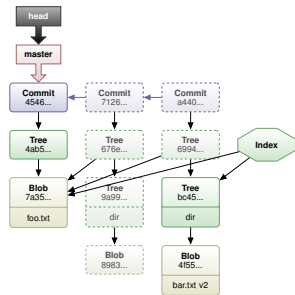 head
master
Commit
4546...
Commit
7126...
Commit
a440...
Tree
4ab5...
Tree
676e...
Tree
6994...
Index
Blob
7a35...
foo.txt
Tree
9a99...
dir
Tree
bc45...
dir
Blob
8983...
Blob
4f55...
bar.txt v2